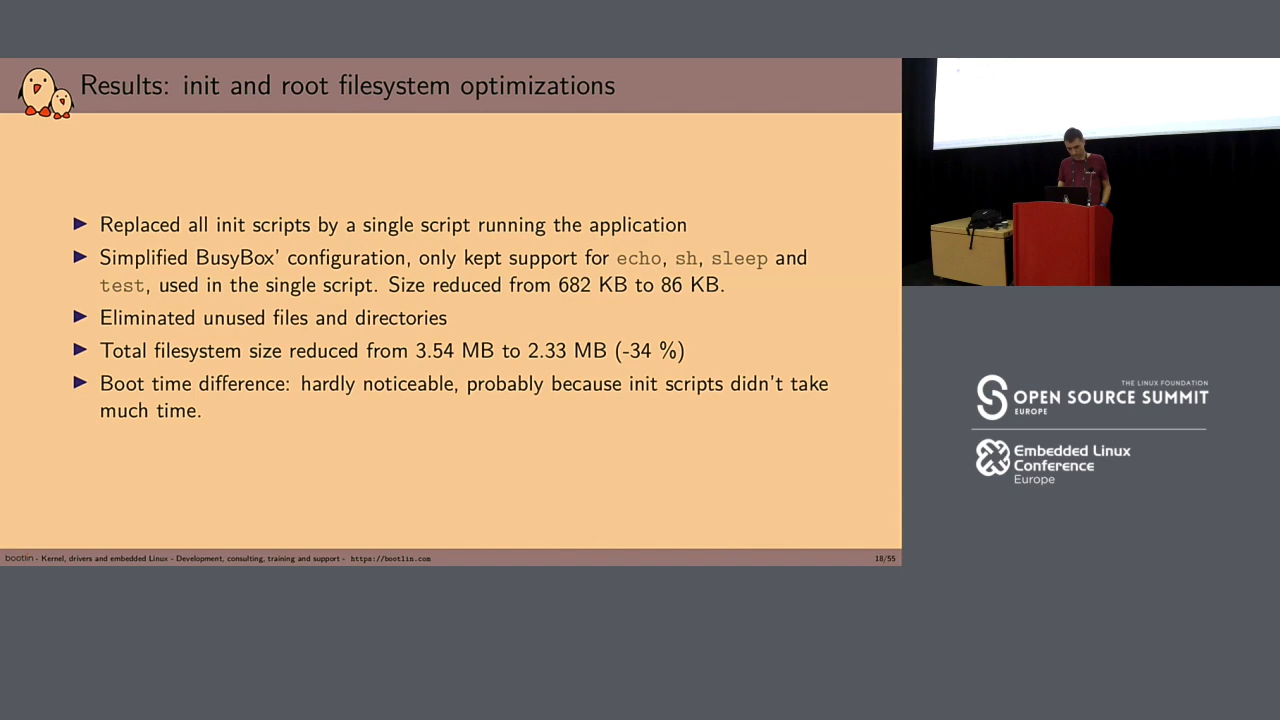 Results: init and root filesystem optimizations
Replaced all init scripts by a single script running the application
Simplified BusyBox' configuration, only kept support for echo, sh, sleep and
test, used in the single script. Size reduced from 682 KB to 86 KB.
Eliminated unused files and directories
Total filesystem size reduced from 3.54 MB to 2.33 MB (-34 %)
Boot time difference: hardly noticeable, probably because init scripts didn't take
much time.
bootlin - Kernel, drivers and embedded Linux - Development, consulting, training and support - https://bootlin.com
18/55
THE LINUX FOUNDATION
OPEN SOURCE SUMMIT
EUROPE
Embedded Linux
Conference
Europe